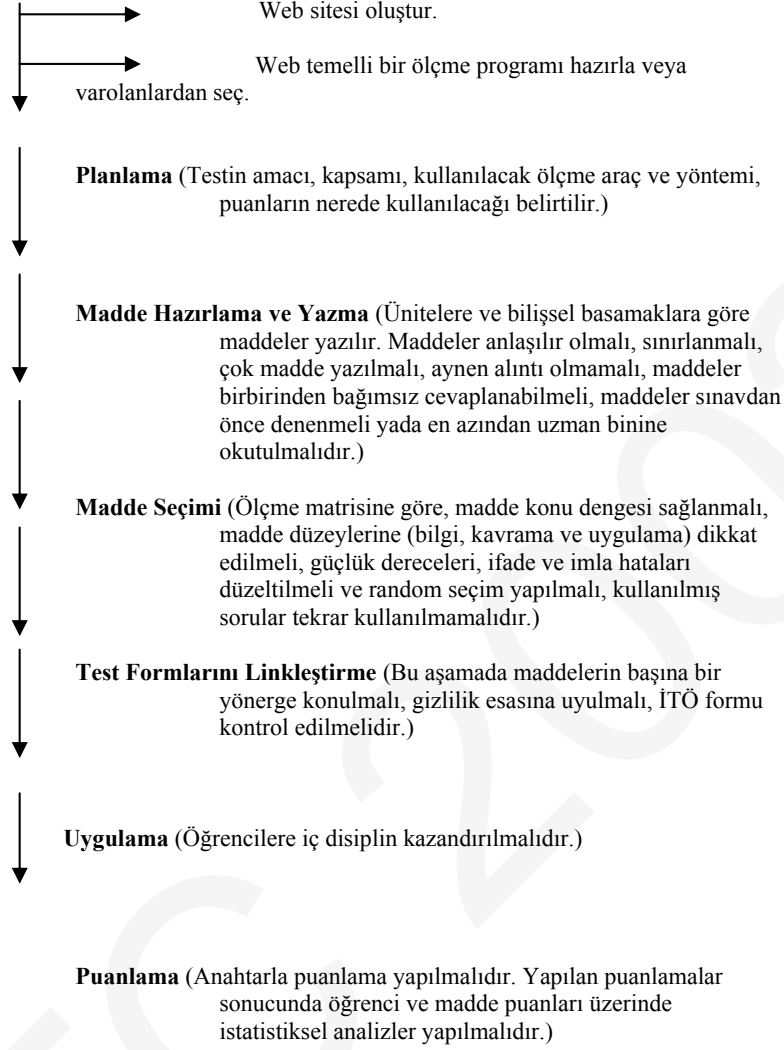 Web sitesi oluştur.
Web temelli bir ölçme programı hazırla veya
varolanlardan seç.
Planlama (Testin amacı, kapsamı, kullanılacak ölçme araç ve yöntemi,
puanların nerede kullanılacağı belirtilir.)
Madde Hazırlama ve Yazma (Ünitelere ve bilişsel basamaklara göre
maddeler yazılır. Maddeler anlaşılır olmalı, sınırlanmalı,
çok madde yazılmalı, aynen alıntı olmamalı, maddeler
birbirinden bağımsız cevaplanabilmeli, maddeler sınavdan
önce denenmeli yada en azından uzman binine
okutulmalıdır.)
Madde Seçimi (Ölçme matrisine göre, madde konu dengesi sağlanmalı,
madde düzeylerine (bilgi, kavrama ve uygulama) dikkat
edilmeli, güçlük dereceleri, ifade ve imla hataları
düzeltilmeli ve random seçim yapılmalı, kullanılmış
sorular tekrar kullanılmamalıdır.)
Test Formlarını Linkleştirme (Bu aşamada maddelerin başına bir
yönerge konulmalı, gizlilik esasına uyulmalı, İTÖ formu
kontrol edilmelidir.)
Uygulama (Öğrencilere iç disiplin kazandırılmalıdır.)
Puanlama (Anahtarla puanlama yapılmalıdır. Yapılan puanlamalar
sonucunda öğrenci ve madde puanları üzerinde
istatistiksel analizler yapılmalıdır.)